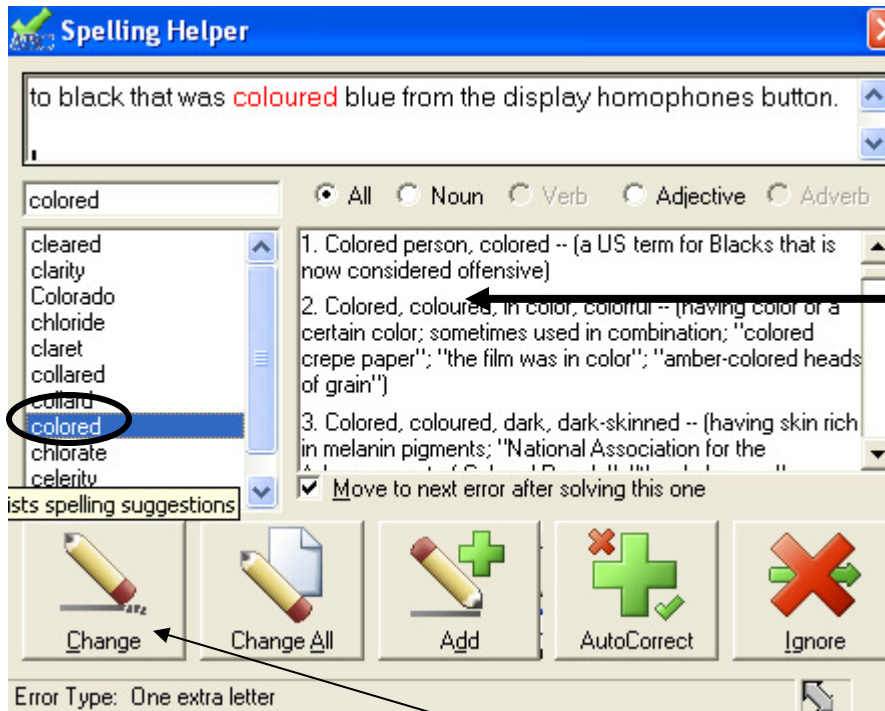 Spelling Helper
to black that was coloured blue from the display homophones button.
colored
All Noun Verb Adjective Adverb
cleared
clarity
Colorado
chloride
claret
collared
collard
colored
chlorate
celerity
1. Colored person, colored -- (a US term for Blacks that is
now considered offensive)
2. Colored, coloured, in color, colorful -- (having color or a
certain color; sometimes used in combination; "colored
crepe paper"; "the film was in color"; "amber-colored heads
of grain")
3. Colored, coloured, dark, dark-skinned -- (having skin rich
in melanin pigments; "National Association for the
ists spelling suggestions
Move to next error after solving this one
Change Change All Add AutoCorrect Ignore
Error Type: One extra letter